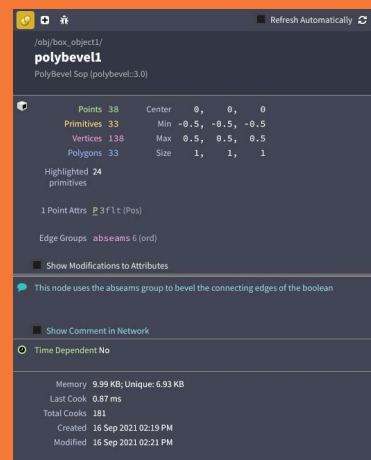 Refresh Automatically
/obj/box_object1/
polybevel1
PolyBevel Sop (polybevel::3.0)
Points 38 Center 0, 0, 0
Primitives 33 Min -0.5, -0.5, -0.5
Vertices 138 Max 0.5, 0.5, 0.5
Polygons 33 Size 1, 1, 1
Highlighted 24
primitives
1 Point Attrs P 3flt (Pos)
Edge Groups abseams 6 (ord)
Show Modifications to Attributes
This node uses the abseams group to bevel the connecting edges of the boolean
Show Comment in Network
Time Dependent No
Memory 9.99 KB; Unique: 6.93 KB
Last Cook 0.87 ms
Total Cooks 181
Created 16 Sep 2021 02:19 PM
Modified 16 Sep 2021 02:21 PM